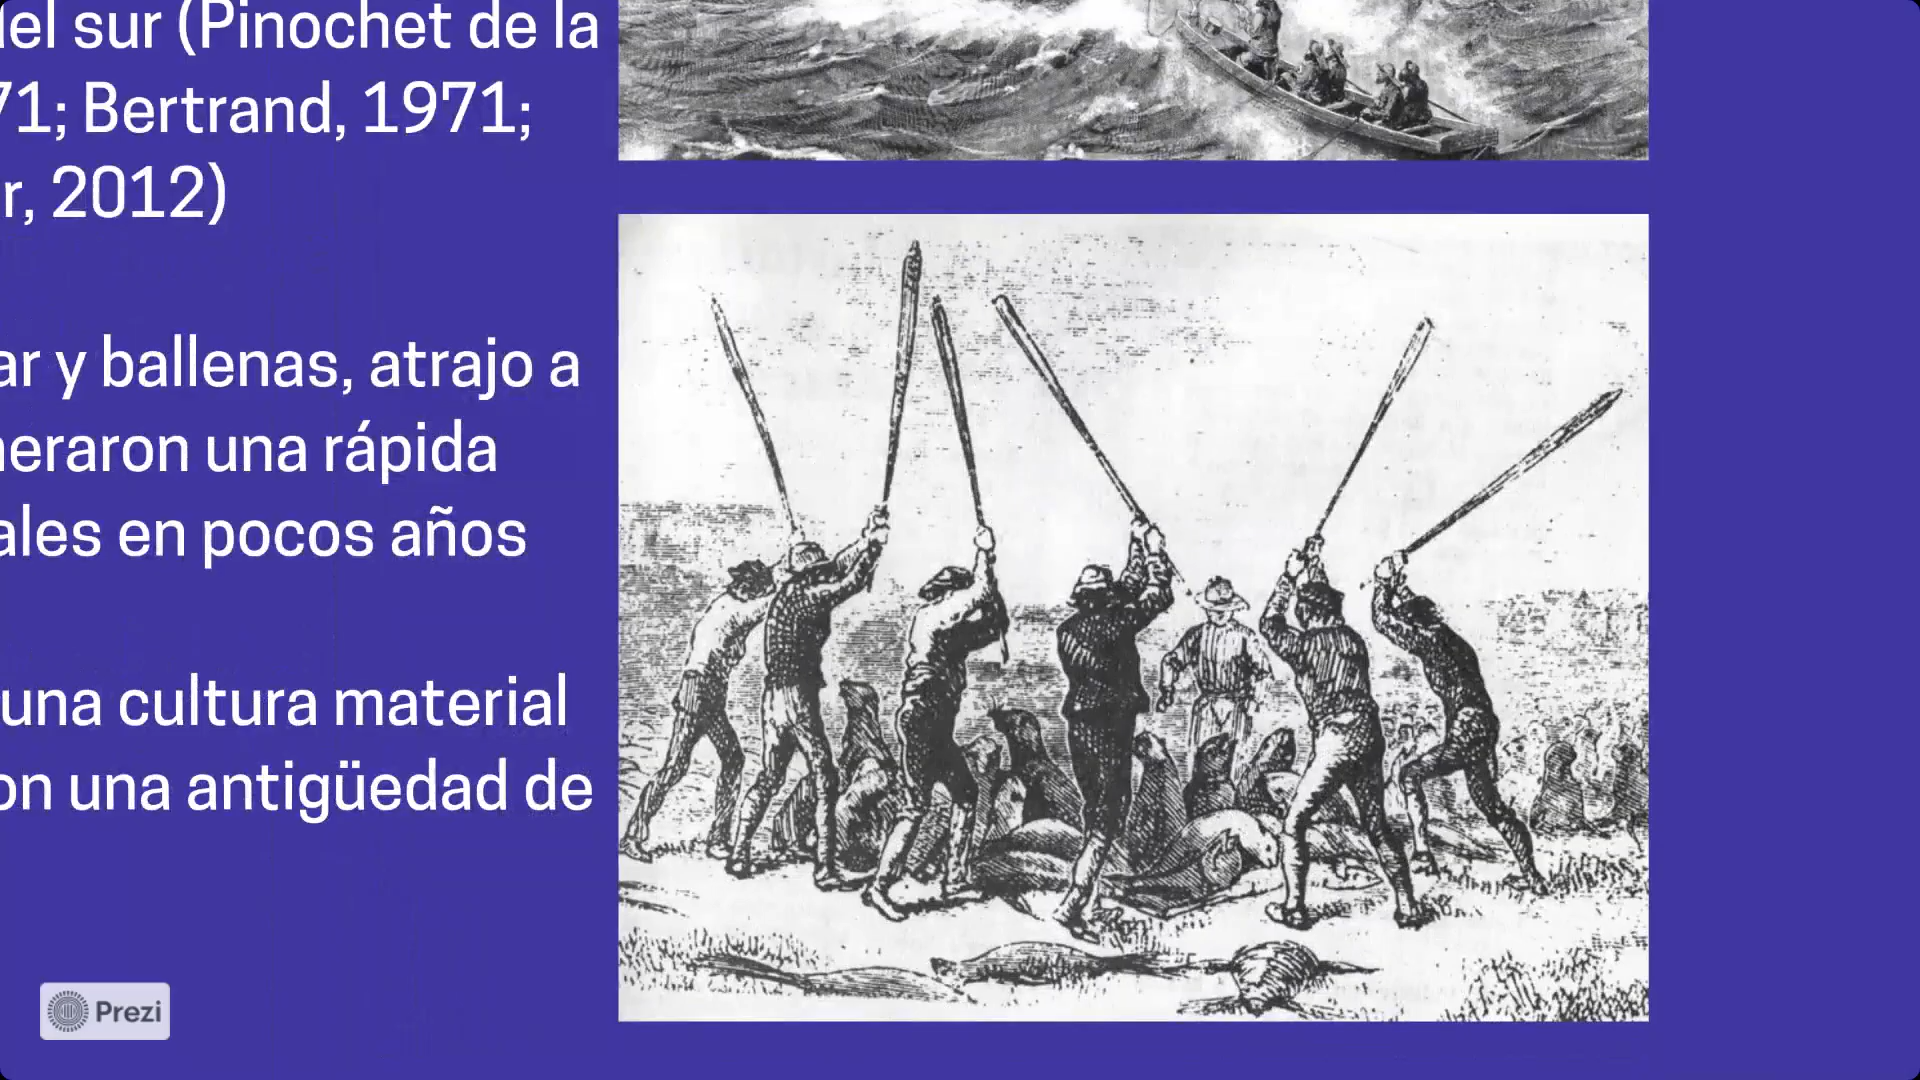 del sur (Pinochet de la
71; Bertrand, 1971;
r, 2012)
ar y ballenas, atrajo a
neraron una rápida
ales en pocos años
una cultura material
on una antigüedad de
Prezi